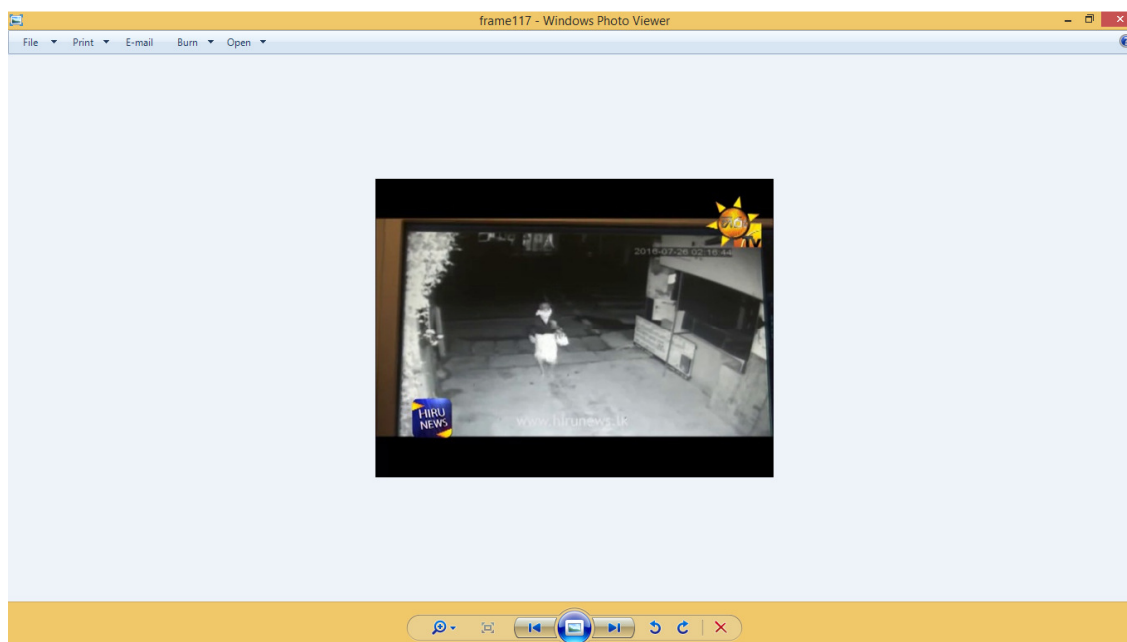 frame117 - Windows Photo Viewer
File Print E-mail Burn Open
TV
2016-07-26 02:16:44
HIRU
NEWS
www.hirunews.lk